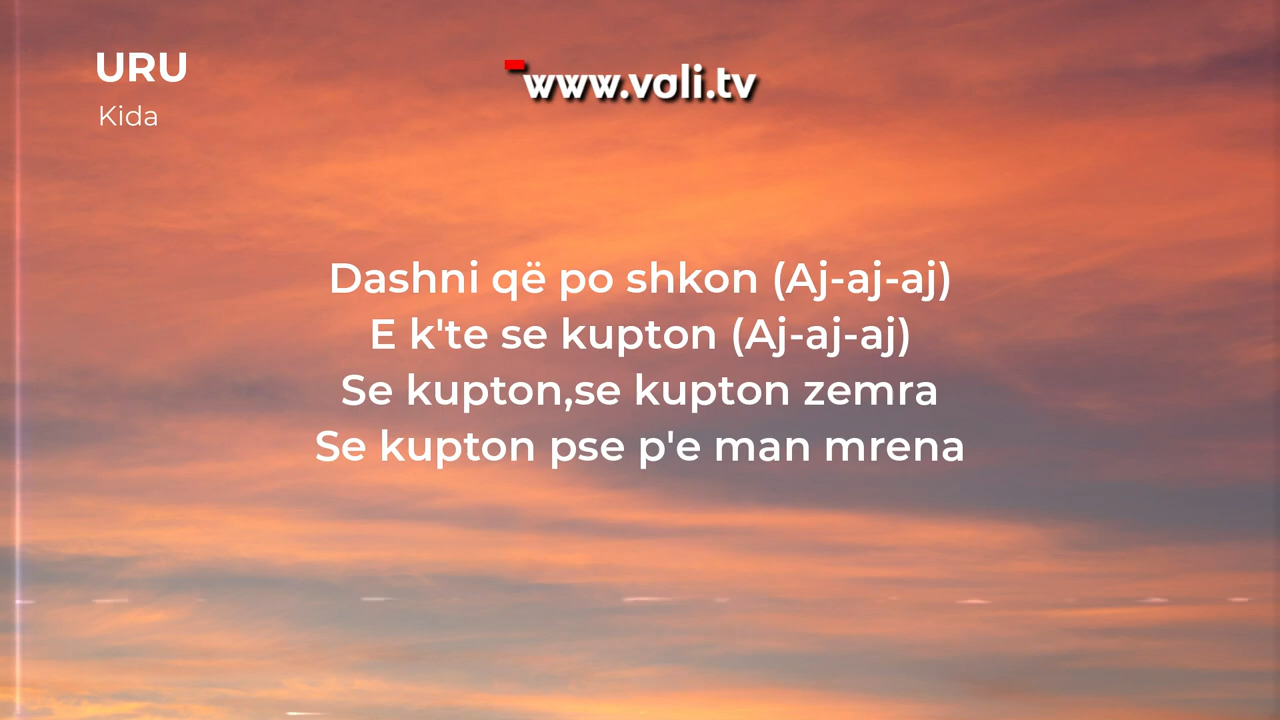 URU
Kida
www.vali.tv
Dashni që po shkon (Aj-aj-aj)
E k'te se kupton (Aj-aj-aj)
Se kupton,se kupton zemra
Se kupton pse p'e man mrena